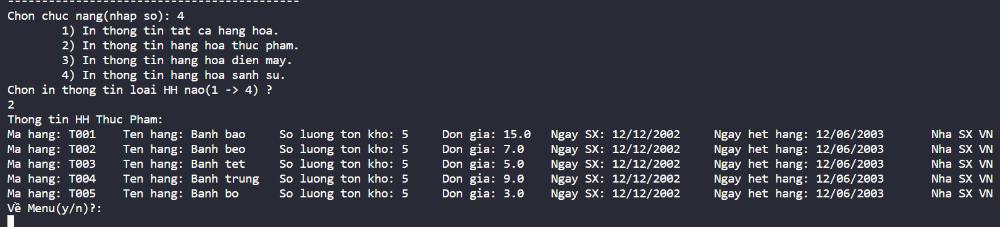 --------------------------------------------
Chon chuc nang(nhap so): 4
        1) In thong tin tat ca hang hoa.
        2) In thong tin hang hoa thuc pham.
        3) In thong tin hang hoa dien may.
        4) In thong tin hang hoa sanh su.
Chon in thong tin loai HH nao(1 -> 4) ?
2
Thong tin HH Thuc Pham:
Ma hang: T001    Ten hang: Banh bao     So luong ton kho: 5     Don gia: 15.0   Ngay SX: 12/12/2002     Ngay het hang: 12/06/2003       Nha SX VN
Ma hang: T002    Ten hang: Banh beo     So luong ton kho: 5     Don gia: 7.0    Ngay SX: 12/12/2002     Ngay het hang: 12/06/2003       Nha SX VN
Ma hang: T003    Ten hang: Banh tet     So luong ton kho: 5     Don gia: 5.0    Ngay SX: 12/12/2002     Ngay het hang: 12/06/2003       Nha SX VN
Ma hang: T004    Ten hang: Banh trung   So luong ton kho: 5     Don gia: 9.0    Ngay SX: 12/12/2002     Ngay het hang: 12/06/2003       Nha SX VN
Ma hang: T005    Ten hang: Banh bo      So luong ton kho: 5     Don gia: 3.0    Ngay SX: 12/12/2002     Ngay het hang: 12/06/2003       Nha SX VN
Về Menu(y/n)?: